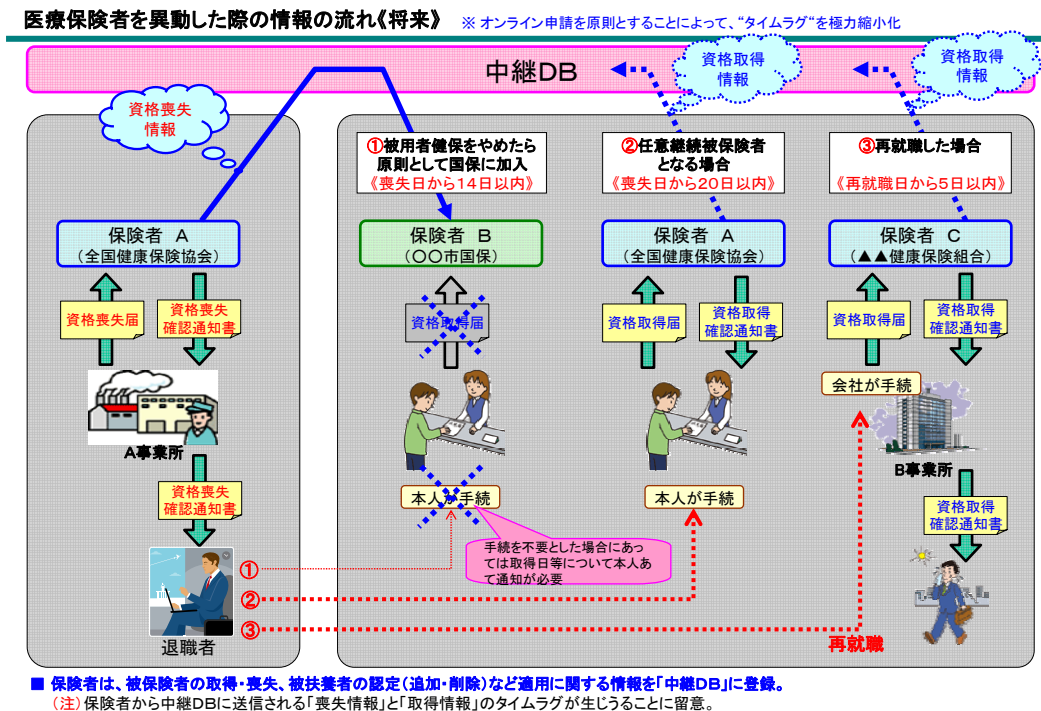 医療保険者を異動した際の情報の流れ《将来》
※ オンライン申請を原則とすることによって、“タイムラグ“を極力縮小化
中継DB
資格喪失
情報
資格取得
情報
資格取得
情報
①被用者健保をやめたら
原則として国保に加入
《喪失日から14日以内》
②任意継続被保険者
となる場合
《喪失日から20日以内》
③再就職した場合
《再就職日から5日以内》
保険者 A
（全国健康保険協会）
保険者 B
（〇〇市国保）
保険者 A
（全国健康保険協会）
保険者 C
（▲▲健康保険組合）
資格喪失届
資格喪失
確認通知書
資格取得届
資格取得届
資格取得
確認通知書
資格取得届
資格取得
確認通知書
会社が手続
A事業所
B事業所
資格喪失
確認通知書
本人が手続
本人が手続
資格取得
確認通知書
手続を不要とした場合にあっ
ては取得日等について本人あ
て通知が必要
①
②
③
退職者
再就職
■ 保険者は、被保険者の取得・喪失、被扶養者の認定（追加・削除）など適用に関する情報を「中継DB」に登録。
（注）保険者から中継DBに送信される「喪失情報」と「取得情報」のタイムラグが生じうることに留意。